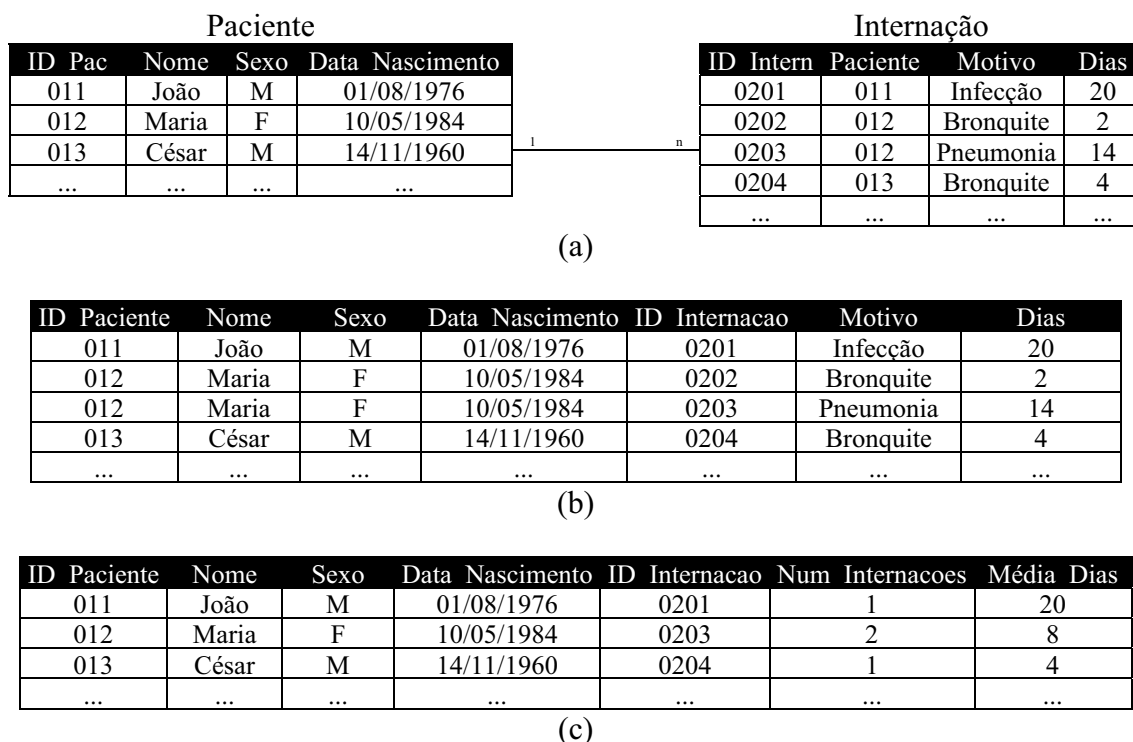 Paciente Internação
ID Pac Nome Sexo Data Nascimento ID Intern Paciente Motivo Dias
011 João M 01/08/1976 0201 011 Infecção 20
012 Maria F 10/05/1984 0202 012 Bronquite 2
013 César M 14/11/1960 1 n 0203 012 Pneumonia 14
... ... ... ... 0204 013 Bronquite 4
... ... ... ...
(a)
ID Paciente Nome Sexo Data Nascimento ID Internacao Motivo Dias
011 João M 01/08/1976 0201 Infecção 20
012 Maria F 10/05/1984 0202 Bronquite 2
012 Maria F 10/05/1984 0203 Pneumonia 14
013 César M 14/11/1960 0204 Bronquite 4
... ... ... ... ... ... ...
(b)
ID Paciente Nome Sexo Data Nascimento ID Internacao Num Internacoes Média Dias
011 João M 01/08/1976 0201 1 20
012 Maria F 10/05/1984 0203 2 8
013 César M 14/11/1960 0204 1 4
... ... ... ... ... ... ...
(c)